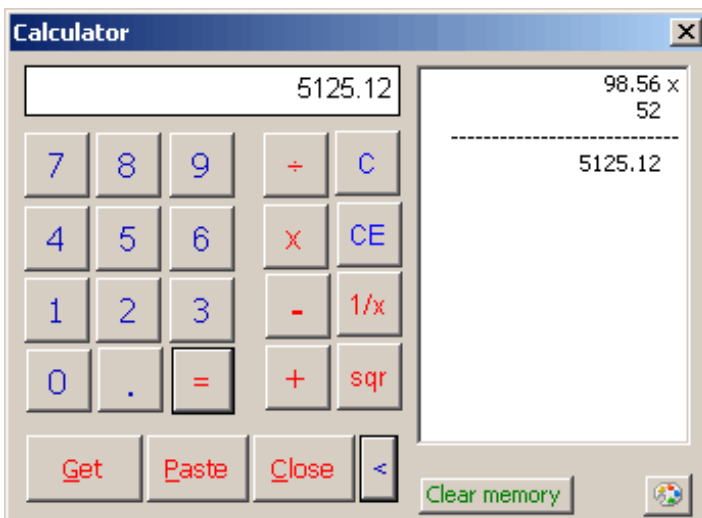 Calculator
5125.12
98.56 x
52
----------------------------
5125.12
7 8 9 ÷ C
4 5 6 x CE
1 2 3 - 1/x
0 . = + sqr
Get Paste Close <
Clear memory